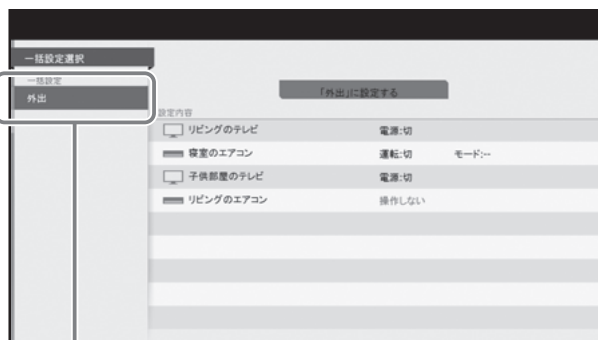 一括設定選択
一括設定
外出
「外出」に設定する
設定内容
リビングのテレビ 電源:切
寝室のエアコン 運転:切 モード:--
子供部屋のテレビ 電源:切
リビングのエアコン 操作しない